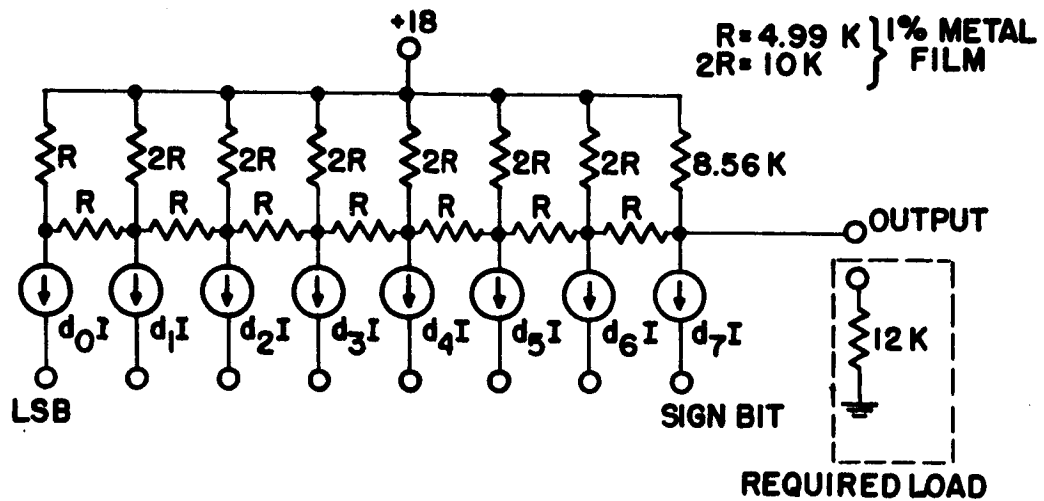 +18
R=4.99 K } 1% METAL
2R=10K } FILM
R 2R 2R 2R 2R 2R 2R 8.56 K
R R R R R R R
OUTPUT
d0I d1I d2I d3I d4I d5I d6I d7I
12 K
LSB
SIGN BIT
REQUIRED LOAD